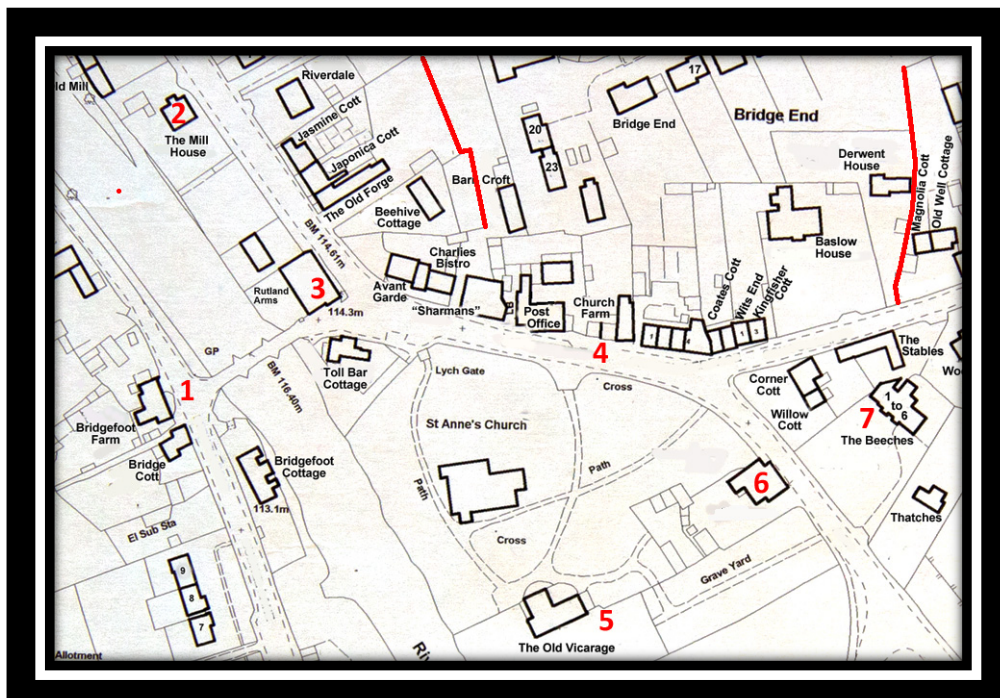 ld Mill
2
The Mill
House
Riverdale
Jasmine Cott
Japonica Cott
The Old Forge
Beehive
Cottage
Barn Croft
20
23
17
Bridge End
Bridge End
Derwent
House
Magnolia Cott
Old Well Cottage
Baslow
House
BM 114.61m
Charlies
Bistro
Avant
Garde
"Sharmans"
LB
Post
Office
Church
Farm
Coates Cott
Wits End
Kingfisher
Cott
Rutland
Arms
3
114.3m
4
GP
Toll Bar
Cottage
BM 116.40m
Lych Gate
Cross
The
Stables
Corner
Cott
Willow
Cott
1
to
6
7
The Beeches
1
Bridgefoot
Farm
Bridge
Cott
Bridgefoot
Cottage
113.1m
St Anne's Church
Path
Path
Cross
6
Thatches
El Sub Sta
9
8
7
Grave Yard
5
The Old Vicarage
Allotment
Riv